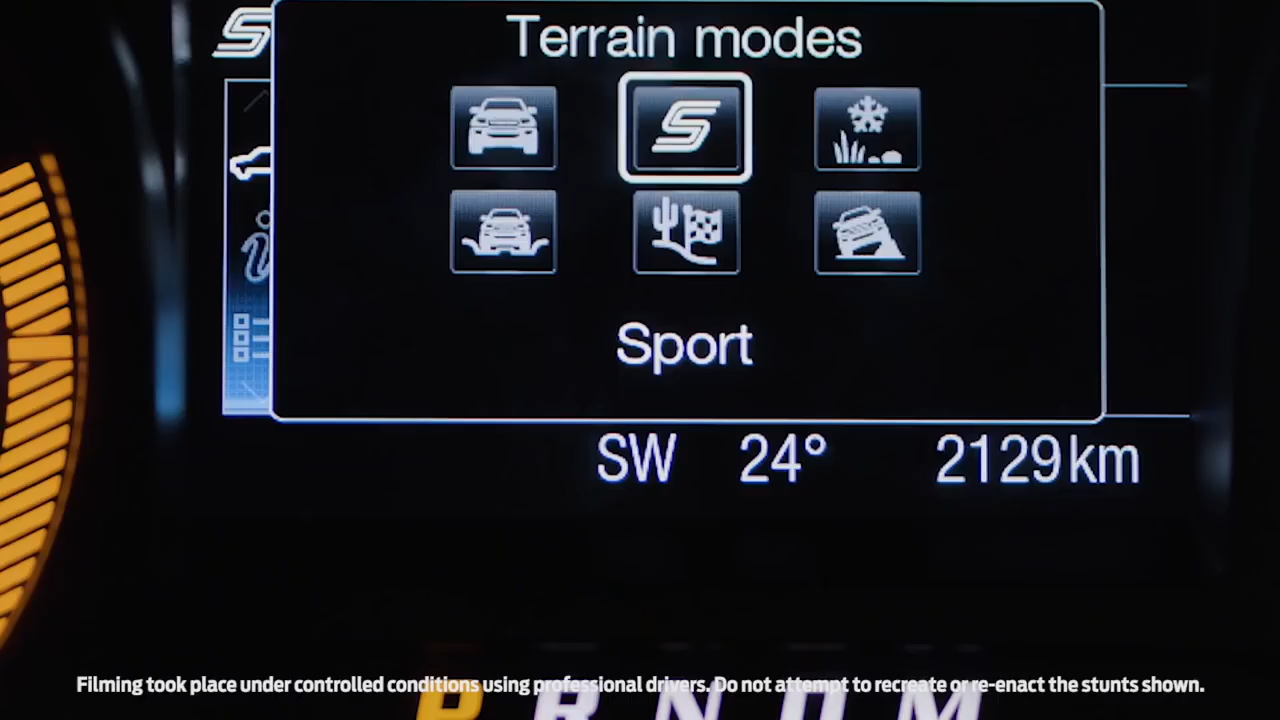 Terrain modes
S
S
Sport
SW 24° 2129 km
Filming took place under controlled conditions using professional drivers. Do not attempt to recreate or re-enact the stunts shown.
P R N D M